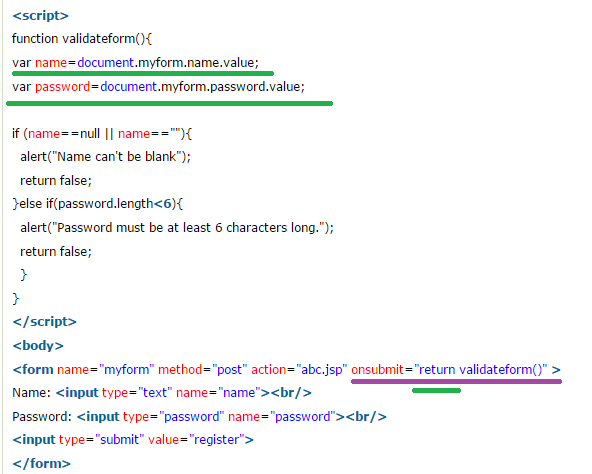 <script>
function validateform(){
var name=document.myform.name.value;
var password=document.myform.password.value;
if (name==null || name==""){
alert("Name can't be blank");
return false;
}else if(password.length<6){
alert("Password must be at least 6 characters long.");
return false;
}
}
</script>
<body>
<form name="myform" method="post" action="abc.jsp" onsubmit="return validateform()" >
Name: <input type="text" name="name"><br/>
Password: <input type="password" name="password"><br/>
<input type="submit" value="register">
</form>